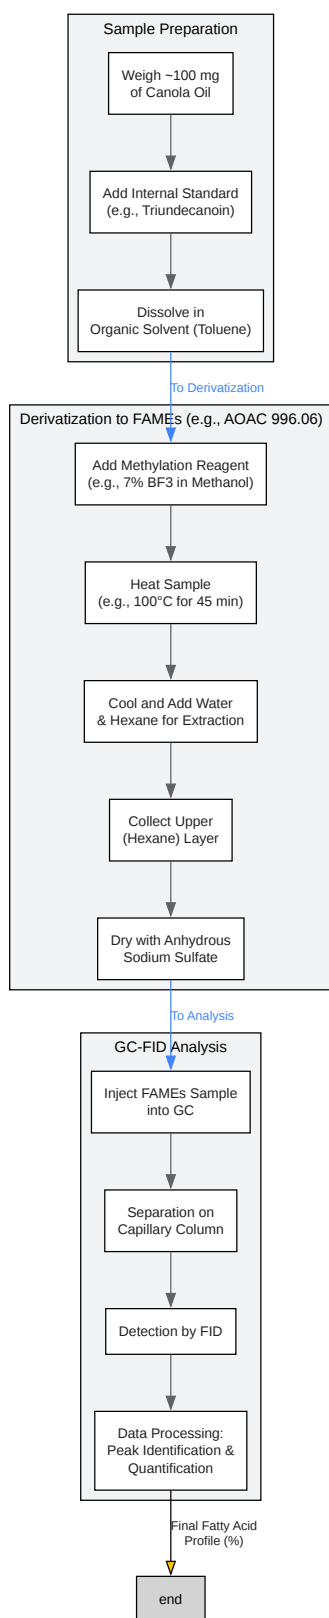 Sample Preparation
Weigh ~100 mg
of Canola Oil
Add Internal Standard
(e.g., Triundecanoin)
Dissolve in
Organic Solvent (Toluene)
To Derivatization
Derivatization to FAMEs (e.g., AOAC 996.06)
Add Methylation Reagent
(e.g., 7% BF3 in Methanol)
Heat Sample
(e.g., 100°C for 45 min)
Cool and Add Water
& Hexane for Extraction
Collect Upper
(Hexane) Layer
Dry with Anhydrous
Sodium Sulfate
To Analysis
GC-FID Analysis
Inject FAMEs Sample
into GC
Separation on
Capillary Column
Detection by FID
Data Processing:
Peak Identification &
Quantification
Final Fatty Acid
Profile (%)
end